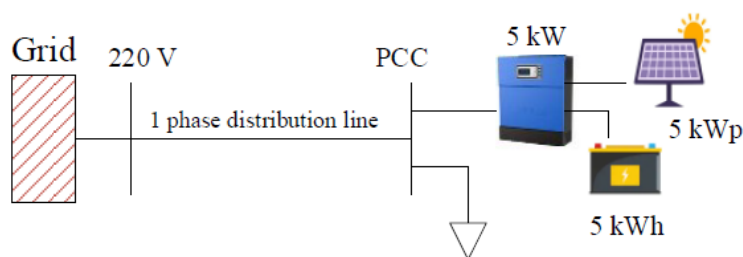 Grid
220 V
PCC
5 kW
1 phase distribution line
5 kWp
5 kWh